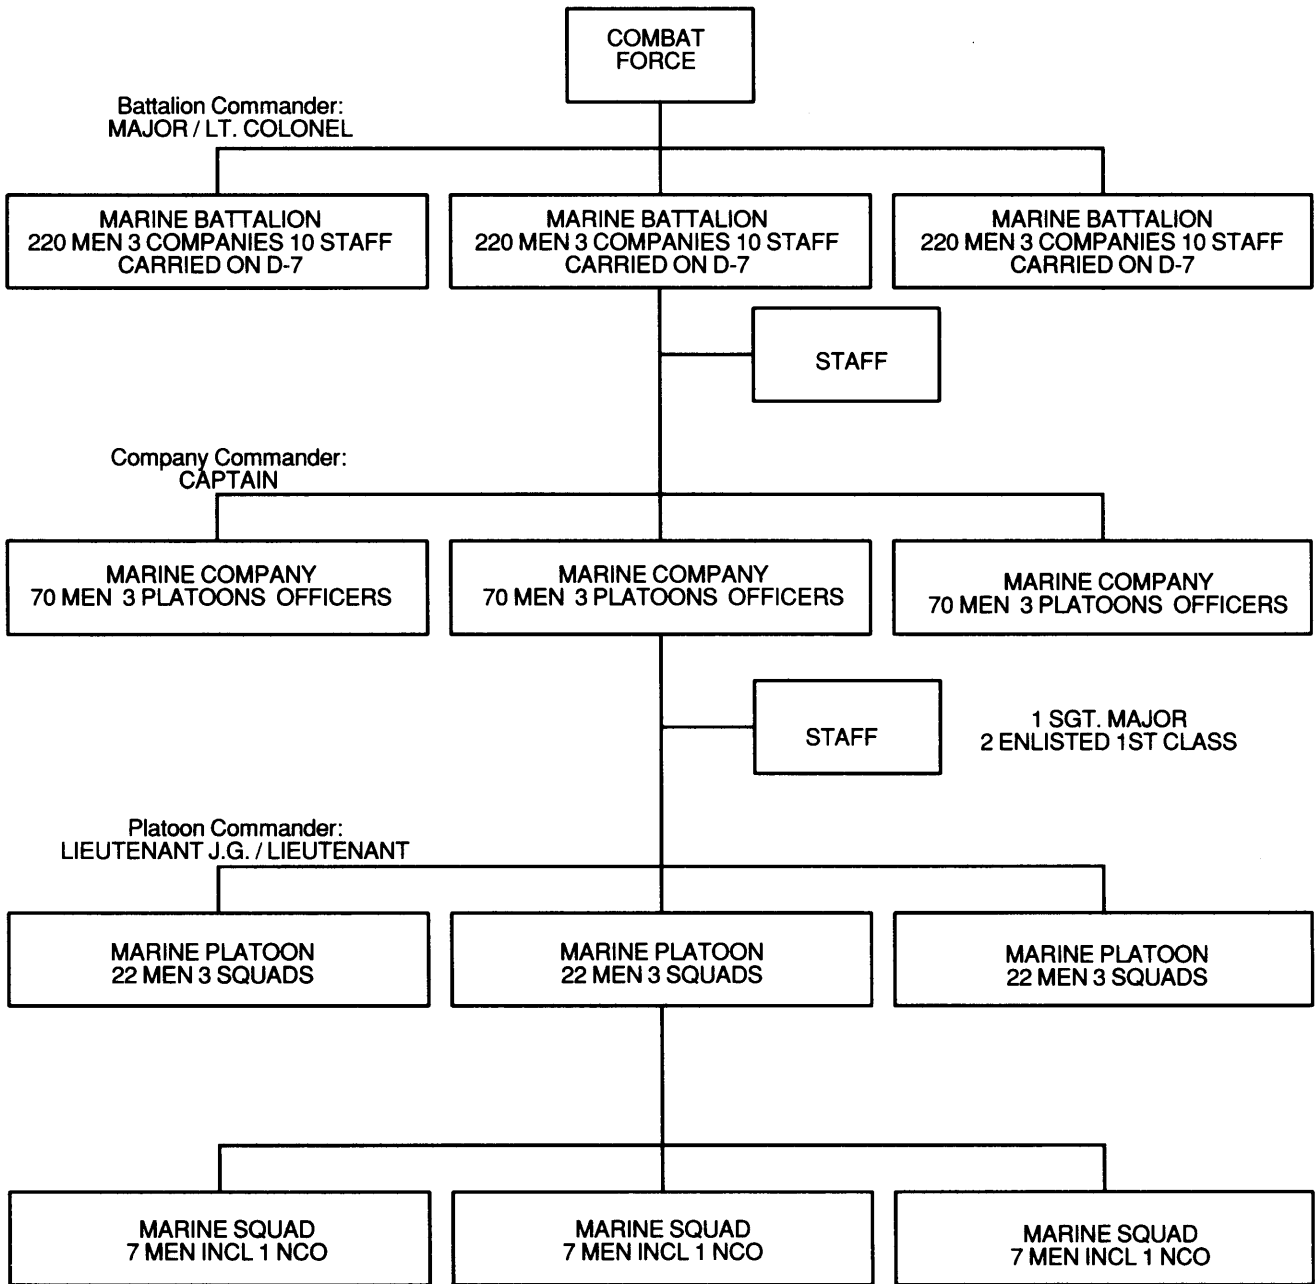 COMBAT
FORCE
Battalion Commander:
MAJOR / LT. COLONEL
MARINE BATTALION
220 MEN 3 COMPANIES 10 STAFF
CARRIED ON D-7
MARINE BATTALION
220 MEN 3 COMPANIES 10 STAFF
CARRIED ON D-7
MARINE BATTALION
220 MEN 3 COMPANIES 10 STAFF
CARRIED ON D-7
STAFF
Company Commander:
CAPTAIN
MARINE COMPANY
70 MEN 3 PLATOONS OFFICERS
MARINE COMPANY
70 MEN 3 PLATOONS OFFICERS
MARINE COMPANY
70 MEN 3 PLATOONS OFFICERS
STAFF
1 SGT. MAJOR
2 ENLISTED 1ST CLASS
Platoon Commander:
LIEUTENANT J.G. / LIEUTENANT
MARINE PLATOON
22 MEN 3 SQUADS
MARINE PLATOON
22 MEN 3 SQUADS
MARINE PLATOON
22 MEN 3 SQUADS
MARINE SQUAD
7 MEN INCL 1 NCO
MARINE SQUAD
7 MEN INCL 1 NCO
MARINE SQUAD
7 MEN INCL 1 NCO